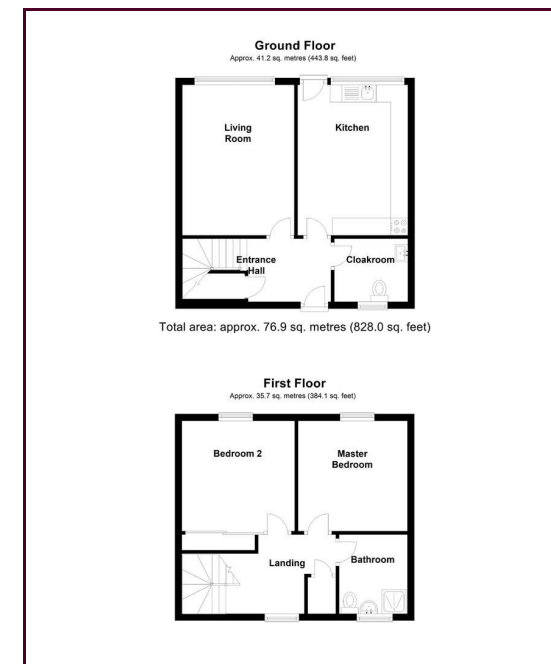 Ground Floor
Approx. 41.2 sq. metres (443.8 sq. feet)
Living
Room
Kitchen
Entrance
Hall
Cloakroom
Total area: approx. 76.9 sq. metres (828.0 sq. feet)
First Floor
Approx. 35.7 sq. metres (384.1 sq. feet)
Bedroom 2
Master
Bedroom
Landing
Bathroom